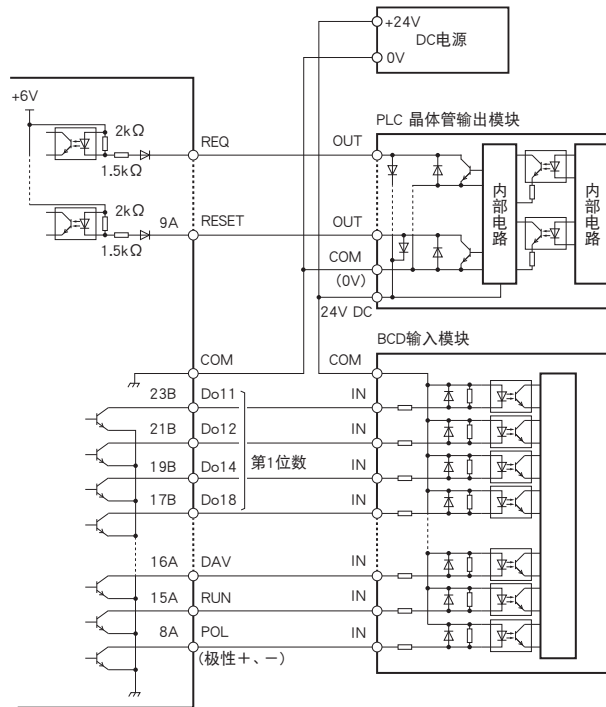 +24V
DC电源
0V
+6V
PLC 晶体管输出模块
2kΩ
REQ
OUT
1.5kΩ
内部电路
内部电路
2kΩ
9A
RESET
OUT
1.5kΩ
COM
(0V)
24V DC
BCD输入模块
COM
COM
23B
Do11
IN
21B
Do12
IN
第1位数
19B
Do14
IN
17B
Do18
IN
16A
DAV
IN
15A
RUN
IN
8A
POL
IN
(极性＋、－)